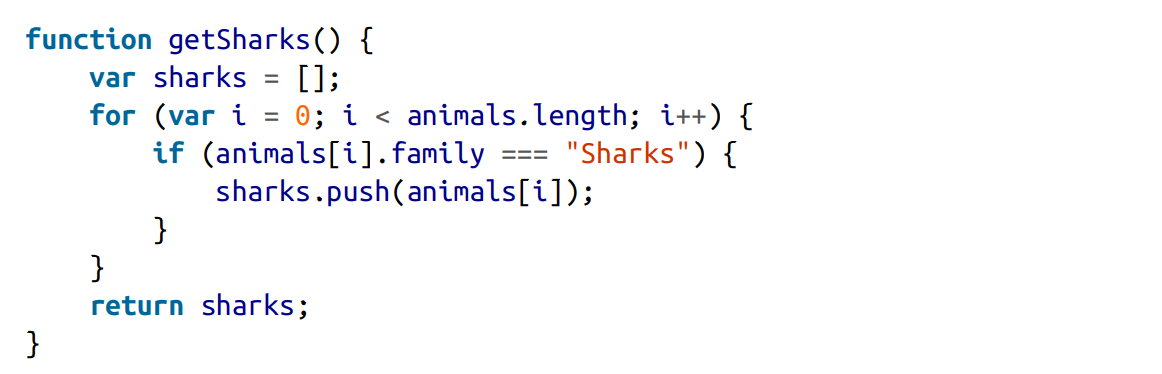 function getSharks() {
    var sharks = [];
    for (var i = 0; i < animals.length; i++) {
        if (animals[i].family === "Sharks") {
            sharks.push(animals[i]);
        }
    }
    return sharks;
}